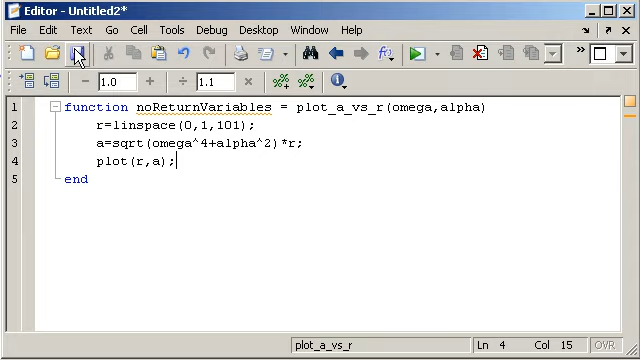 Editor - Untitled2*
File Edit Text Go Cell Tools Debug Desktop Window Help
1.0 1.1
1 function noReturnVariables = plot_a_vs_r(omega,alpha)
2 r=linspace(0,1,101);
3 a=sqrt(omega^4+alpha^2)*r;
4 plot(r,a);
5 end
plot_a_vs_r Ln 4 Col 15 OVR